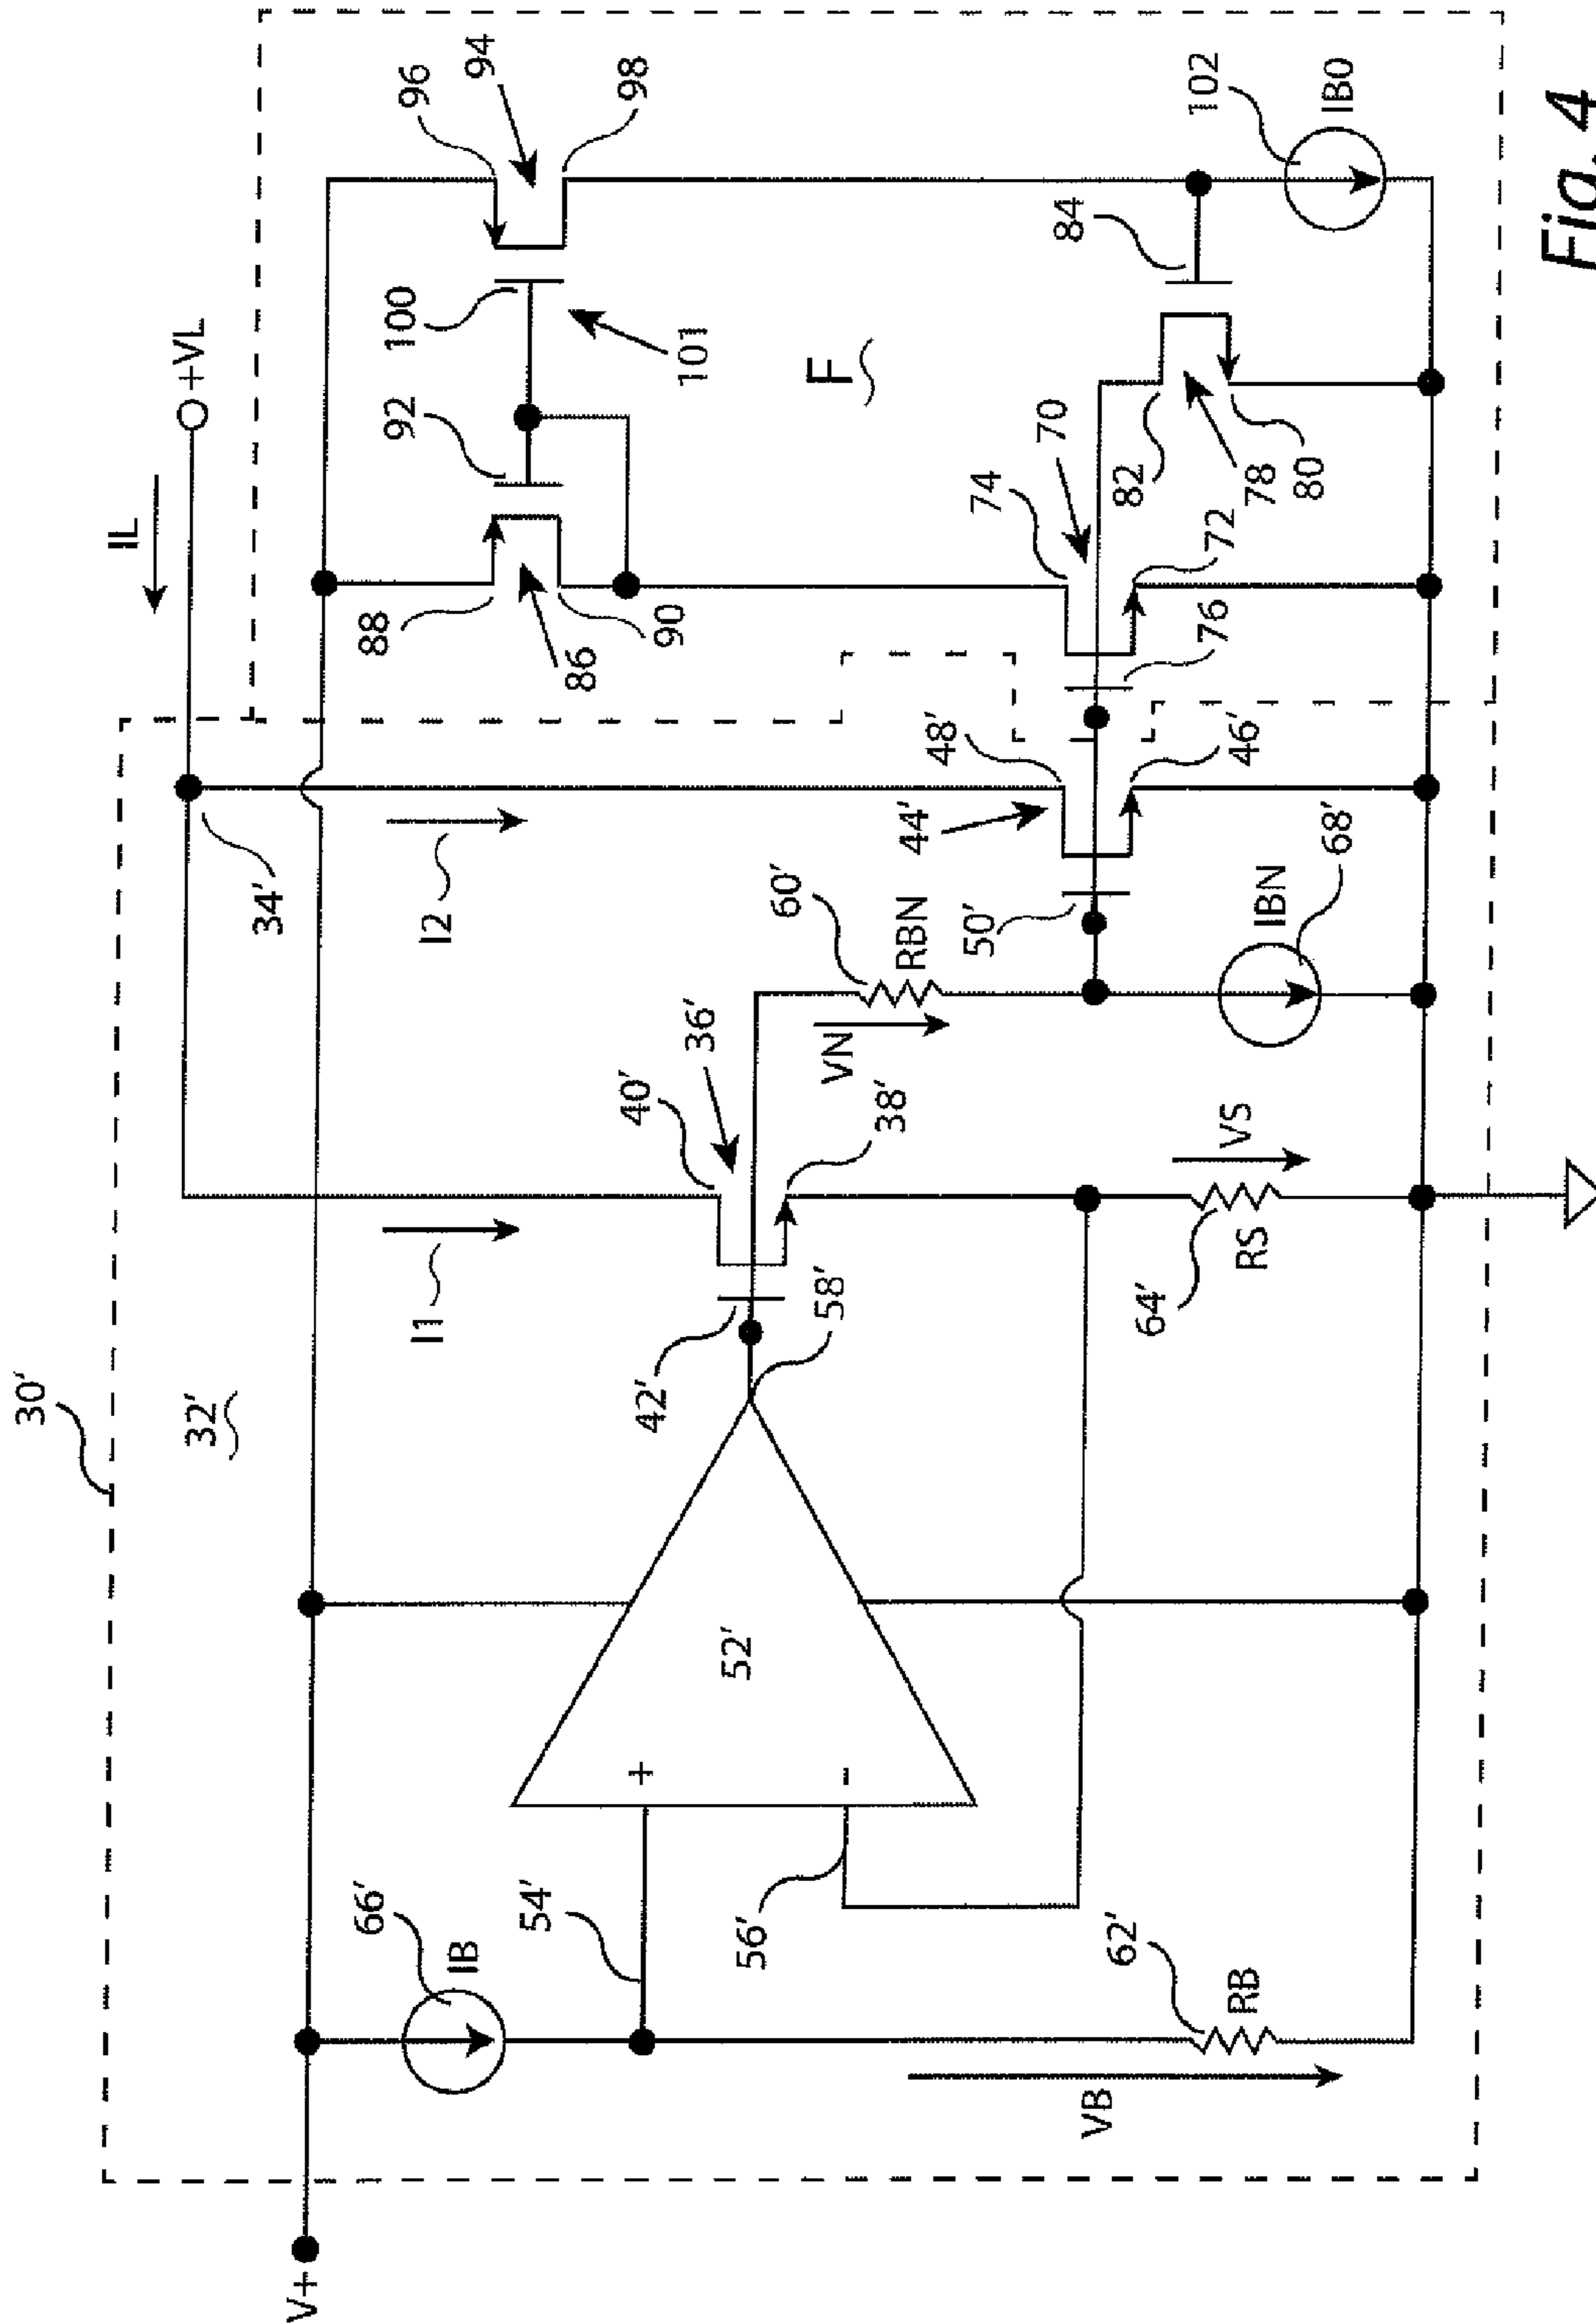 30'
32'
IL
+VL
34'
I1
I2
V+
66'
IB
54'
56'
52'
+
-
58'
42'
40'
36'
38'
VN
60'
RBN
44'
48'
50'
46'
IBN
68'
62'
RB
VB
64'
RS
VS
88
86
90
92
100
101
96
94
98
F
74
70
76
72
82
78
80
84
102
IB0
Fig. 4